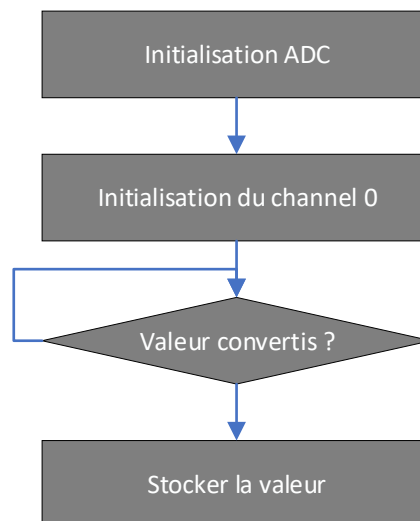 Initialisation ADC
Initialisation du channel 0
Valeur convertis ?
Stocker la valeur